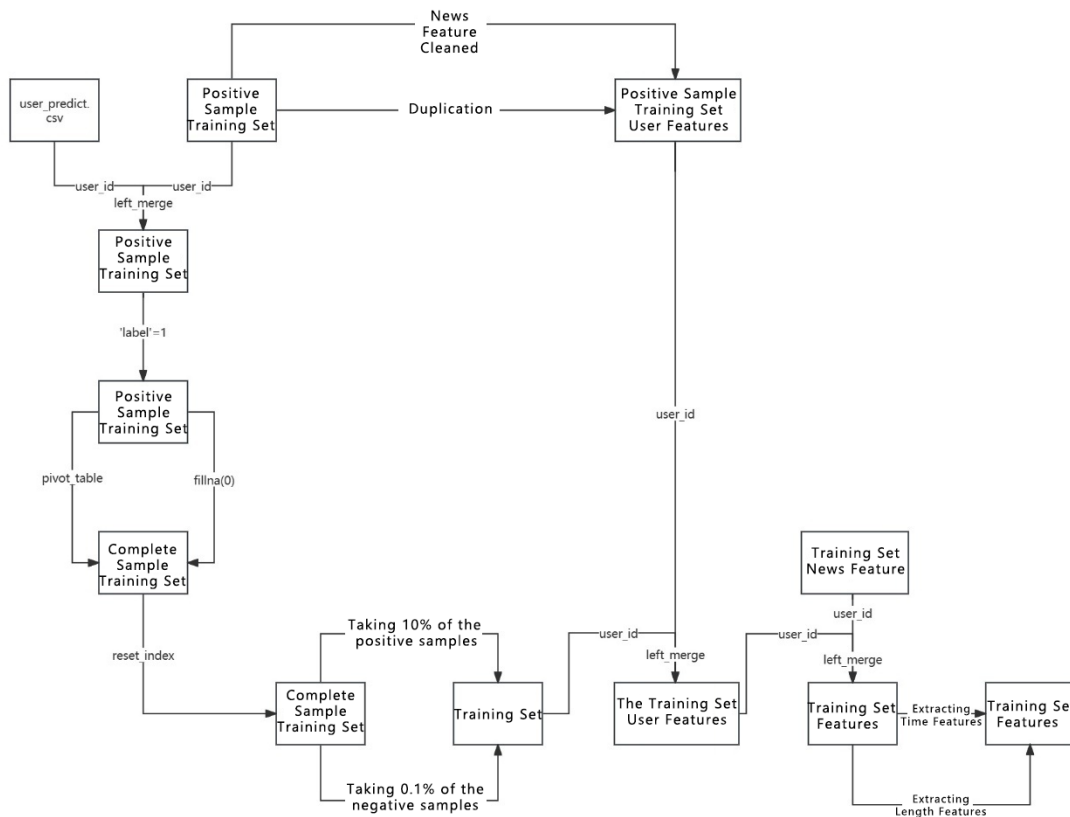 News
Feature
Cleaned
user_predict.
csv
Positive
Sample
Training Set
Duplication
Positive Sample
Training Set
User Features
user_id
user_id
left_merge
Positive
Sample
Training Set
'label'=1
Positive
Sample
Training Set
user_id
pivot_table
fillna(0)
Complete
Sample
Training Set
Training Set
News Feature
user_id
Taking 10% of the
positive samples
user_id
user_id
reset_index
left_merge
left_merge
Complete
Sample
Training Set
Training Set
The Training Set
User Features
Training Set
Features
Extracting
Time Features
Training Set
Features
Taking 0.1% of the
negative samples
Extracting
Length Features